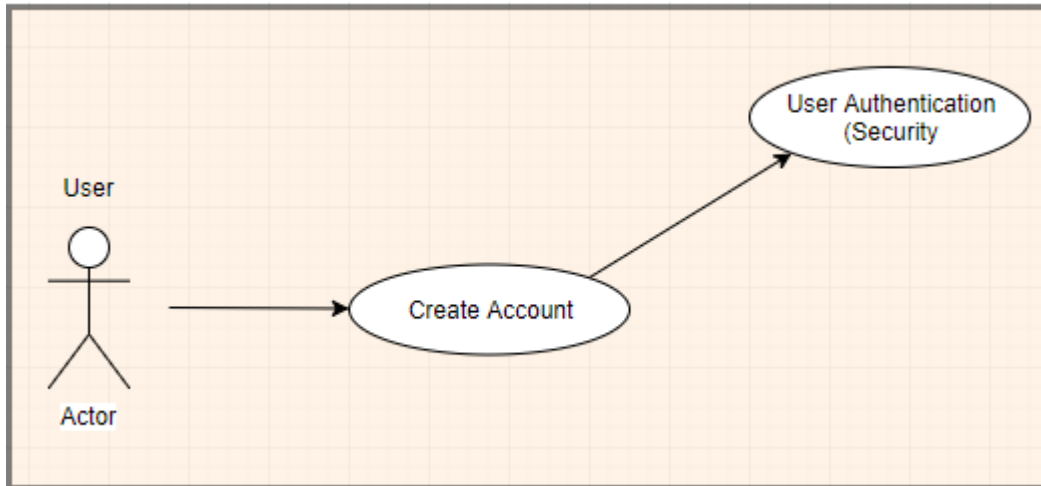 User Authentication
(Security
User
Create Account
Actor